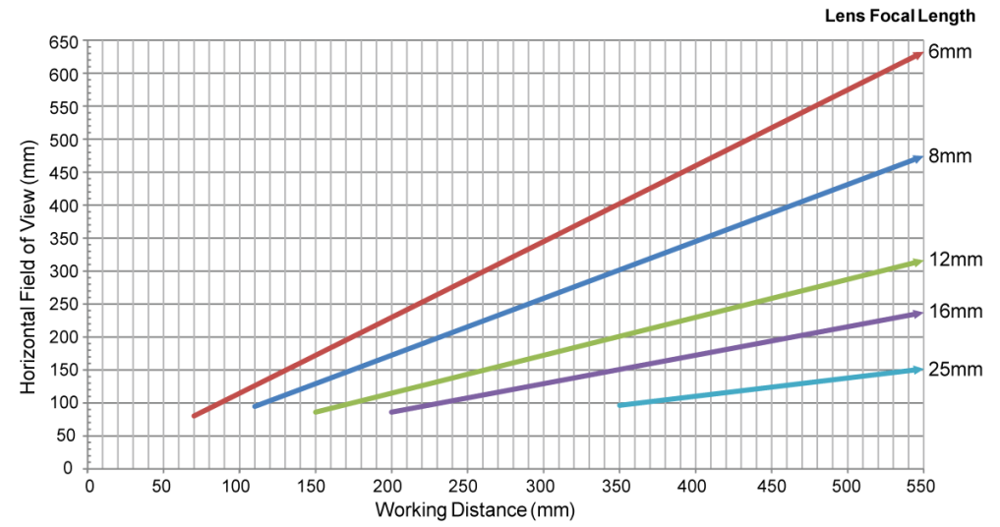 Lens Focal Length
650
600
550
500
450
400
350
300
250
200
150
100
50
0
Horizontal Field of View (mm)
6mm
8mm
12mm
16mm
25mm
0 50 100 150 200 250 300 350 400 450 500 550
Working Distance (mm)